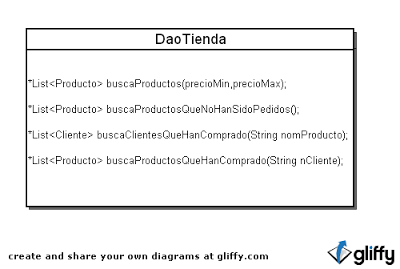 DaoTienda
*List<Producto> buscaProductos(precioMin,precioMax);
*List<Producto> buscaProductosQueNoHanSidoPedidos();
*List<Cliente> buscaClientesQueHanComprado(String nomProducto);
*List<Producto> buscaProductosQueHanComprado(String nCliente);
create and share your own diagrams at gliffy.com
gliffy